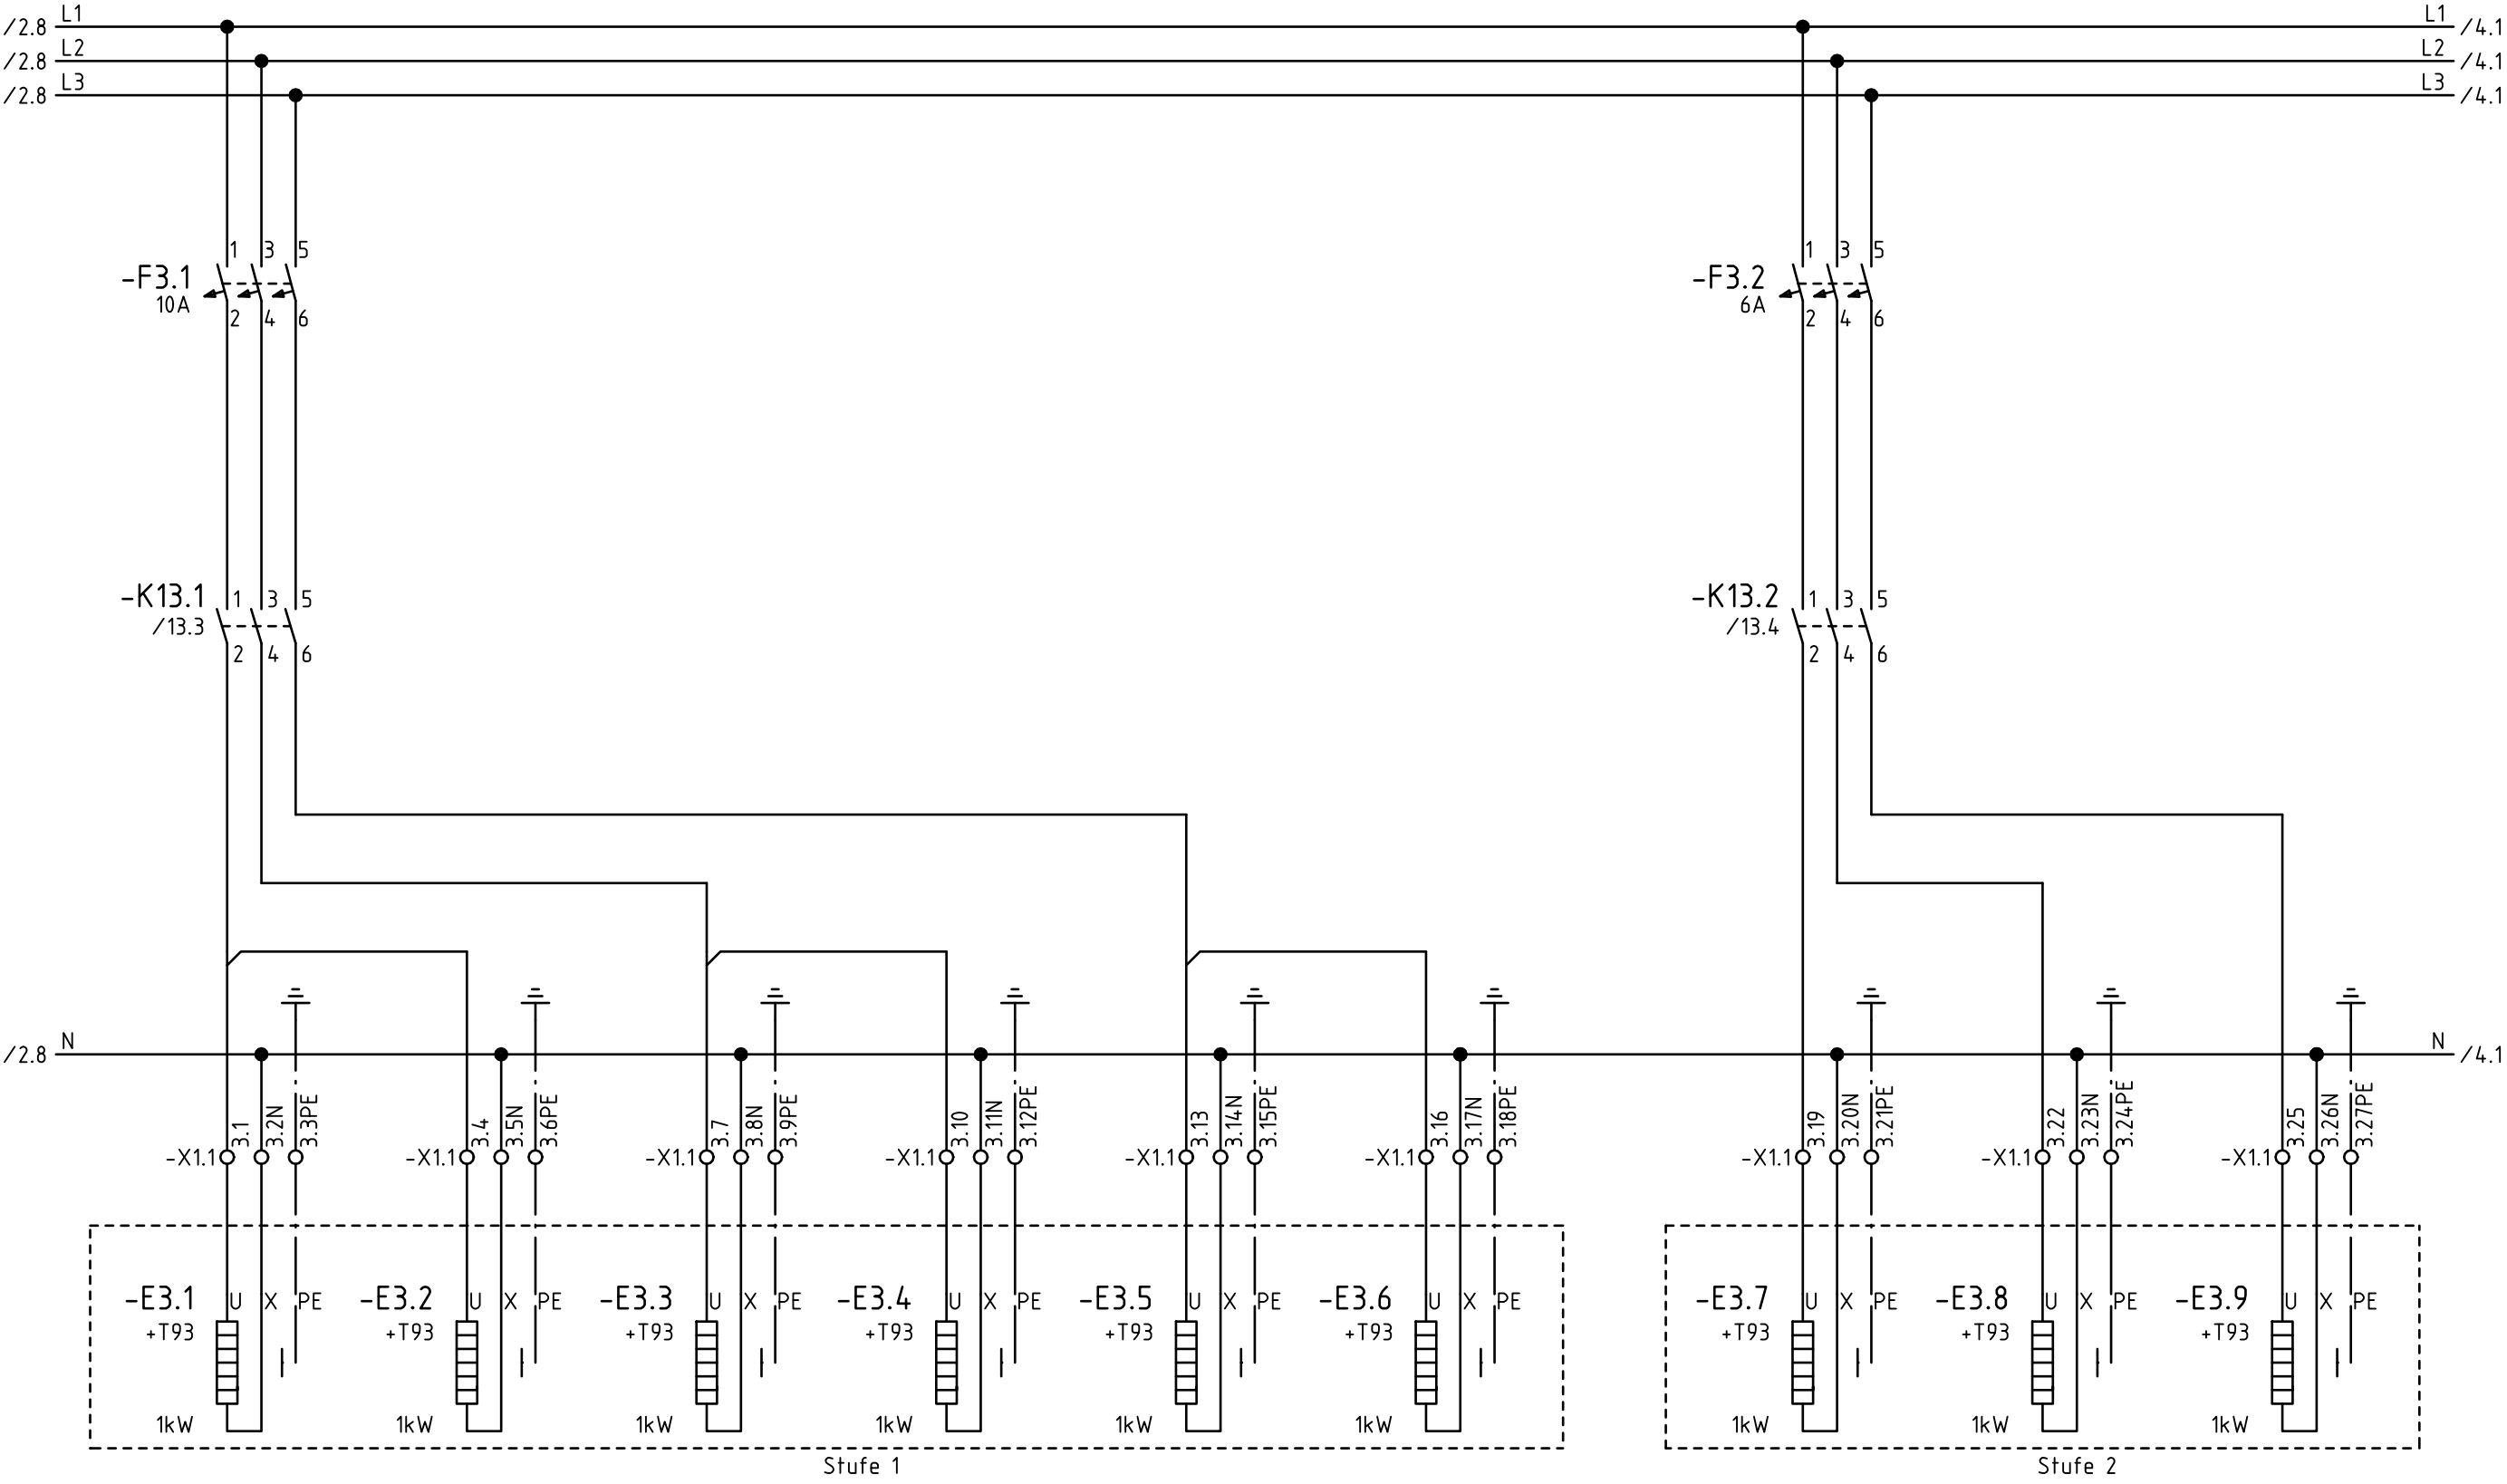 L1 L1
/2.8 /4.1
L2 L2
/2.8 /4.1
L3 L3
/2.8 /4.1
1 3 5 1 3 5
-F3.1 -F3.2
10A 6A
2 4 6 2 4 6
-K13.1 1 3 5 -K13.2 1 3 5
/13.3 /13.4
2 4 6 2 4 6
N N
/2.8 /4.1
3.1 3.2N 3.3PE 3.4 3.5N 3.6PE 3.7 3.8N 3.9PE 3.10 3.11N 3.12PE 3.13 3.14N 3.15PE 3.16 3.17N 3.18PE 3.19 3.20N 3.21PE 3.22 3.23N 3.24PE 3.25 3.26N 3.27PE
-X1.1 -X1.1 -X1.1 -X1.1 -X1.1 -X1.1 -X1.1 -X1.1 -X1.1
-E3.1 U X PE -E3.2 U X PE -E3.3 U X PE -E3.4 U X PE -E3.5 U X PE -E3.6 U X PE -E3.7 U X PE -E3.8 U X PE -E3.9 U X PE
+T93 +T93 +T93 +T93 +T93 +T93 +T93 +T93 +T93
1kW 1kW 1kW 1kW 1kW 1kW 1kW 1kW 1kW
Stufe 1 Stufe 2